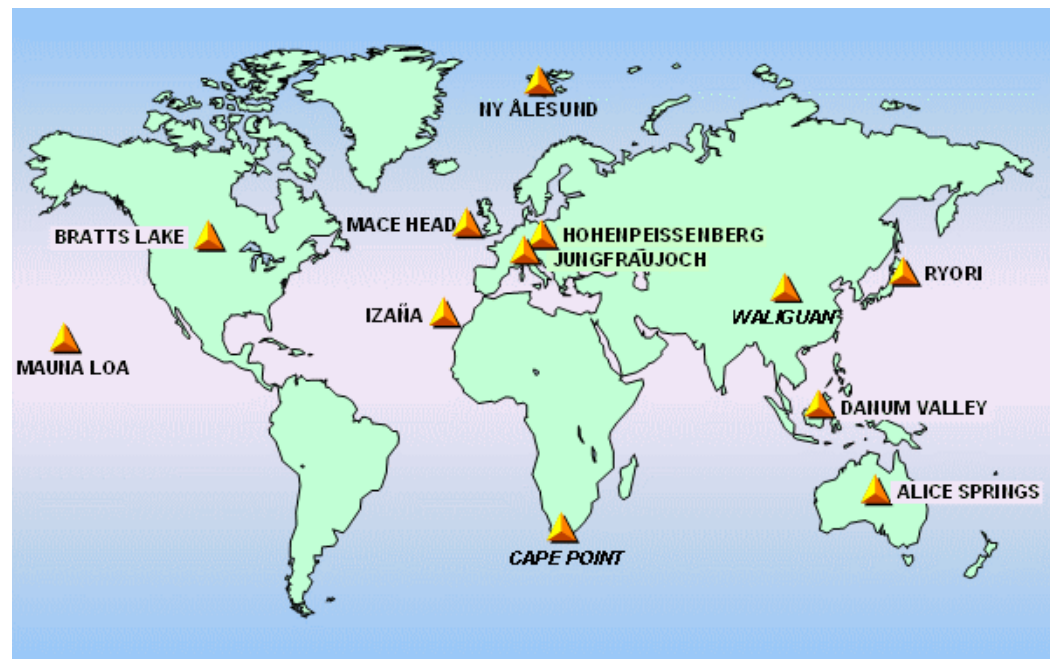 NY ÅLESUND
MACE HEAD
BRATTS LAKE
HOHENPEISSENBERG
JUNGFRAUJOCH
RYORI
IZAÑA
WALIGUAN
MAUNA LOA
DANUM VALLEY
ALICE SPRINGS
CAPE POINT